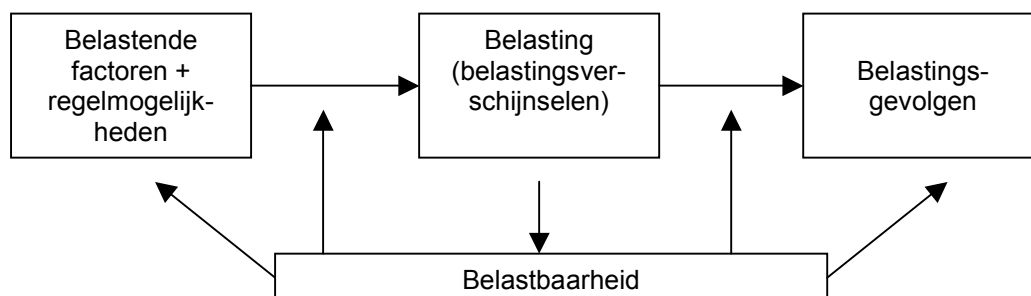 Belastende
factoren +
regelmogelijk-
heden
Belasting
(belastingsver-
schijnselen)
Belastings-
gevolgen
Belastbaarheid